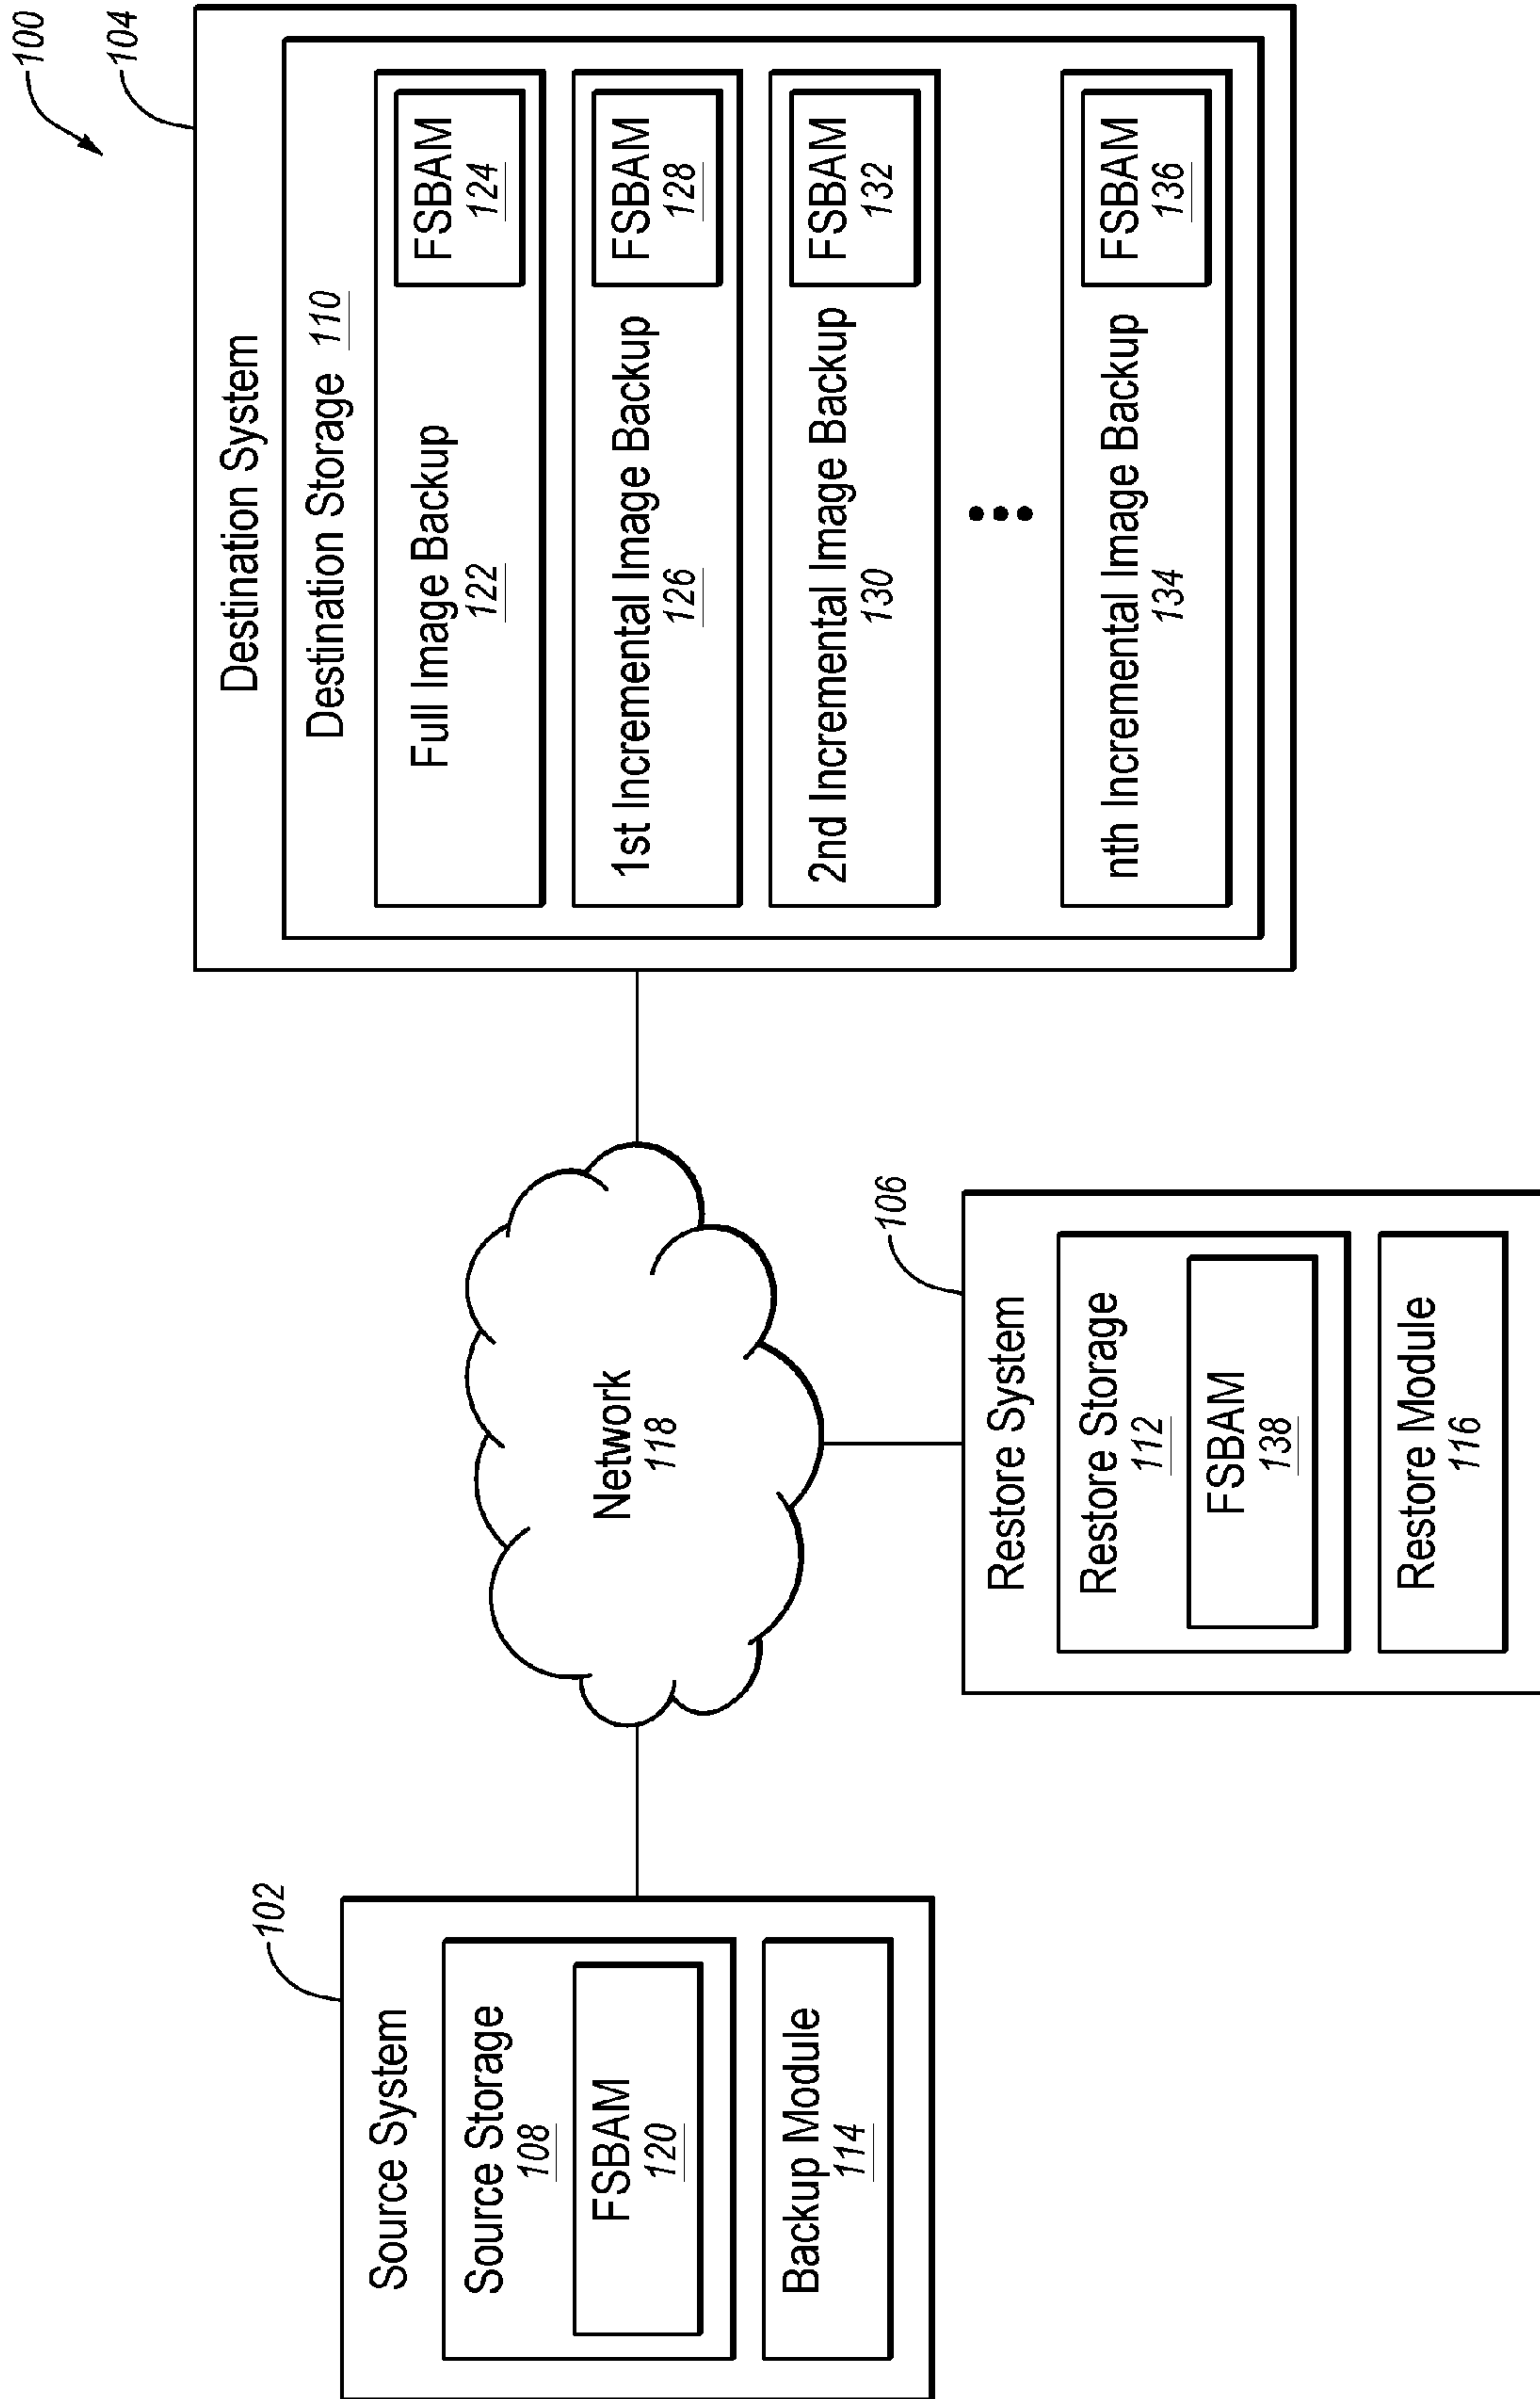 100
102
Source System
Source Storage
108
FSBAM
120
Backup Module
114
Network
118
106
Restore System
Restore Storage
112
FSBAM
138
Restore Module
116
104
Destination System
Destination Storage 110
Full Image Backup
122
FSBAM
124
1st Incremental Image Backup
126
FSBAM
128
2nd Incremental Image Backup
130
FSBAM
132
nth Incremental Image Backup
134
FSBAM
136